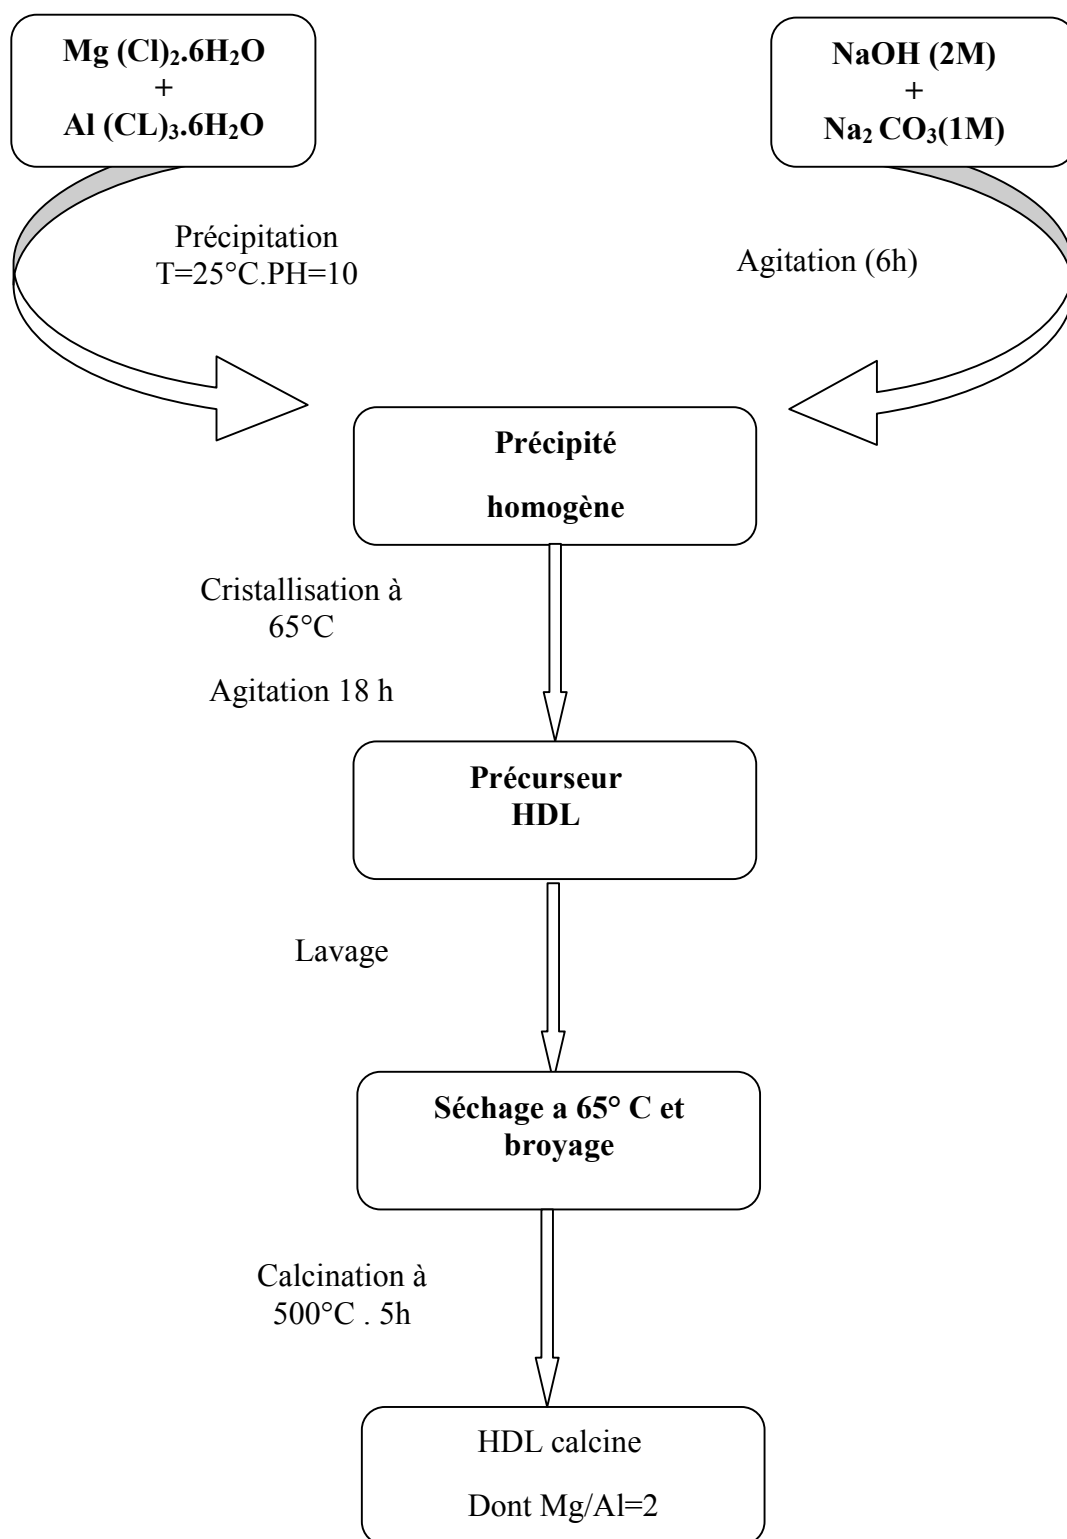 Mg (Cl)₂.6H₂O
+
Al (CL)₃.6H₂O
NaOH (2M)
+
Na₂ CO₃(1M)
Précipitation
T=25°C.PH=10
Agitation (6h)
Précipité
homogène
Cristallisation à
65°C
Agitation 18 h
Précurseur
HDL
Lavage
Séchage a 65° C et
broyage
Calcination à
500°C . 5h
HDL calcine
Dont Mg/Al=2